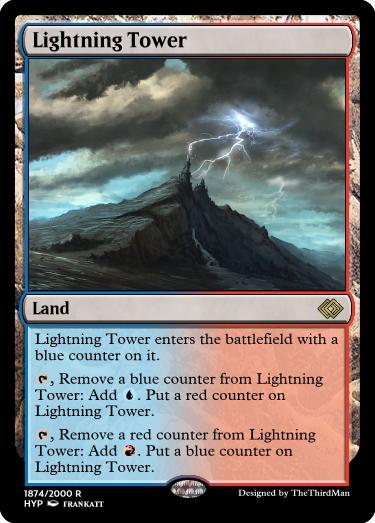 Lightning Tower
Land
Lightning Tower enters the battlefield with a
blue counter on it.
, Remove a blue counter from Lightning
Tower: Add . Put a red counter on
Lightning Tower.
, Remove a red counter from Lightning
Tower: Add . Put a blue counter on
Lightning Tower.
1874/2000 R
HYP FRANKATT
Designed by TheThirdMan